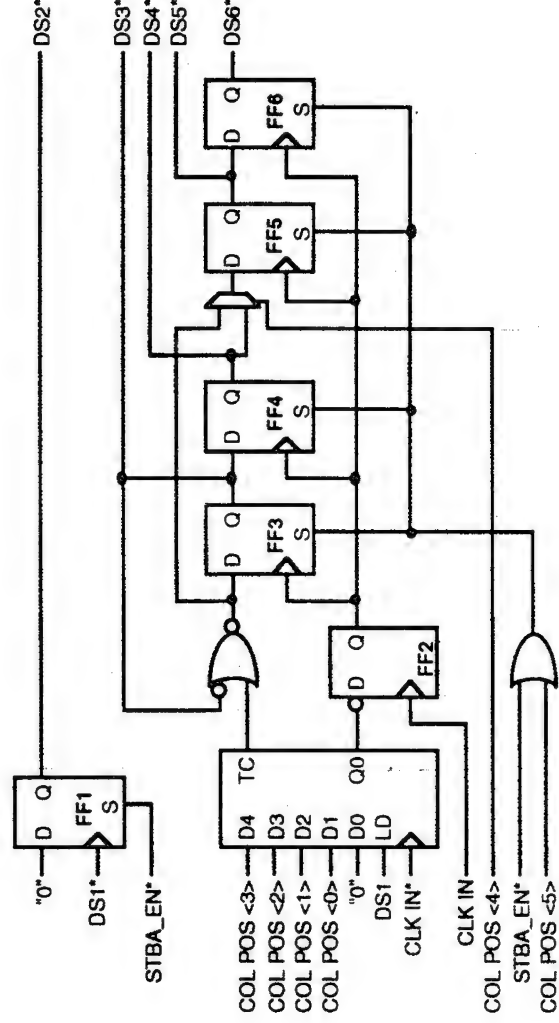 DS2*
DS3*
DS4*
DS5*
DS6*
D Q
FF1
S
"0"
DS1*
STBA_EN*
D Q
FF3
S
D Q
FF4
S
D Q
FF5
S
D Q
FF6
S
D Q
FF2
TC
Q0
D4
D3
D2
D1
D0
LD
COL POS <3>
COL POS <2>
COL POS <1>
COL POS <0>
"0"
DS1
CLK IN*
CLK IN
COL POS <4>
STBA_EN*
COL POS <5>